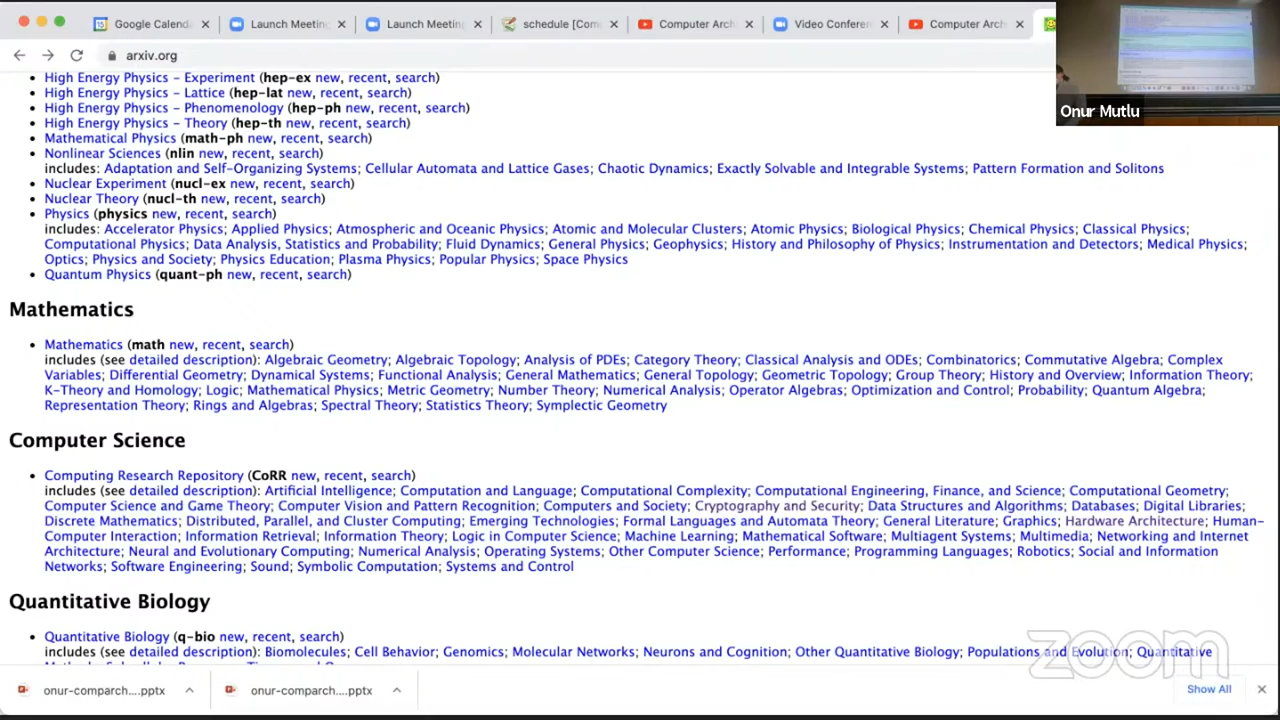 Google Calenda
Launch Meeting
Launch Meeting
schedule [Com
Computer Arch
Video Conferen
Computer Arch
arxiv.org
Onur Mutlu
High Energy Physics - Experiment (hep-ex new, recent, search)
High Energy Physics - Lattice (hep-lat new, recent, search)
High Energy Physics - Phenomenology (hep-ph new, recent, search)
High Energy Physics - Theory (hep-th new, recent, search)
Mathematical Physics (math-ph new, recent, search)
Nonlinear Sciences (nlin new, recent, search)
includes: Adaptation and Self-Organizing Systems; Cellular Automata and Lattice Gases; Chaotic Dynamics; Exactly Solvable and Integrable Systems; Pattern Formation and Solitons
Nuclear Experiment (nucl-ex new, recent, search)
Nuclear Theory (nucl-th new, recent, search)
Physics (physics new, recent, search)
includes: Accelerator Physics; Applied Physics; Atmospheric and Oceanic Physics; Atomic and Molecular Clusters; Atomic Physics; Biological Physics; Chemical Physics; Classical Physics;
Computational Physics; Data Analysis, Statistics and Probability; Fluid Dynamics; General Physics; Geophysics; History and Philosophy of Physics; Instrumentation and Detectors; Medical Physics;
Optics; Physics and Society; Physics Education; Plasma Physics; Popular Physics; Space Physics
Quantum Physics (quant-ph new, recent, search)
Mathematics
Mathematics (math new, recent, search)
includes (see detailed description): Algebraic Geometry; Algebraic Topology; Analysis of PDEs; Category Theory; Classical Analysis and ODEs; Combinatorics; Commutative Algebra; Complex
Variables; Differential Geometry; Dynamical Systems; Functional Analysis; General Mathematics; General Topology; Geometric Topology; Group Theory; History and Overview; Information Theory;
K-Theory and Homology; Logic; Mathematical Physics; Metric Geometry; Number Theory; Numerical Analysis; Operator Algebras; Optimization and Control; Probability; Quantum Algebra;
Representation Theory; Rings and Algebras; Spectral Theory; Statistics Theory; Symplectic Geometry
Computer Science
Computing Research Repository (CoRR new, recent, search)
includes (see detailed description): Artificial Intelligence; Computation and Language; Computational Complexity; Computational Engineering, Finance, and Science; Computational Geometry;
Computer Science and Game Theory; Computer Vision and Pattern Recognition; Computers and Society; Cryptography and Security; Data Structures and Algorithms; Databases; Digital Libraries;
Discrete Mathematics; Distributed, Parallel, and Cluster Computing; Emerging Technologies; Formal Languages and Automata Theory; General Literature; Graphics; Hardware Architecture; Human-
Computer Interaction; Information Retrieval; Information Theory; Logic in Computer Science; Machine Learning; Mathematical Software; Multiagent Systems; Multimedia; Networking and Internet
Architecture; Neural and Evolutionary Computing; Numerical Analysis; Operating Systems; Other Computer Science; Performance; Programming Languages; Robotics; Social and Information
Networks; Software Engineering; Sound; Symbolic Computation; Systems and Control
Quantitative Biology
Quantitative Biology (q-bio new, recent, search)
includes (see detailed description): Biomolecules; Cell Behavior; Genomics; Molecular Networks; Neurons and Cognition; Other Quantitative Biology; Populations and Evolution; Quantitative
zoom
onur-comparch....pptx
onur-comparch....pptx
Show All